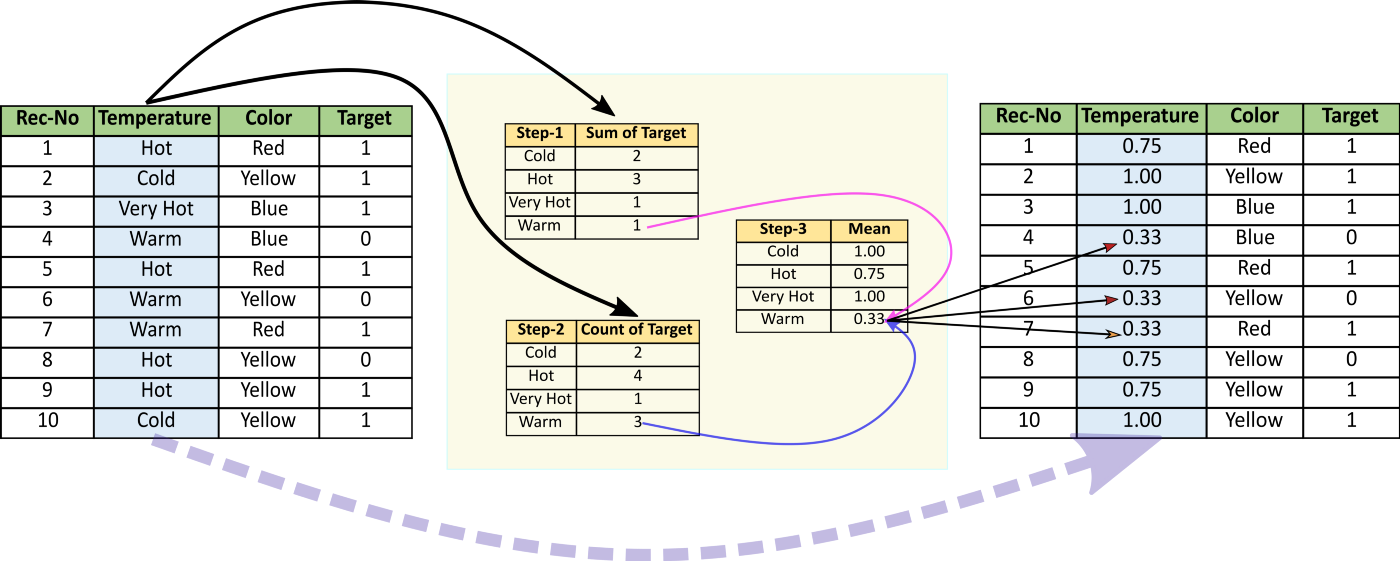 Rec-No Temperature Color Target
1 Hot Red 1
2 Cold Yellow 1
3 Very Hot Blue 1
4 Warm Blue 0
5 Hot Red 1
6 Warm Yellow 0
7 Warm Red 1
8 Hot Yellow 0
9 Hot Yellow 1
10 Cold Yellow 1
Step-1 Sum of Target
Cold 2
Hot 3
Very Hot 1
Warm 1
Step-2 Count of Target
Cold 2
Hot 4
Very Hot 1
Warm 3
Step-3 Mean
Cold 1.00
Hot 0.75
Very Hot 1.00
Warm 0.33
Rec-No Temperature Color Target
1 0.75 Red 1
2 1.00 Yellow 1
3 1.00 Blue 1
4 0.33 Blue 0
5 0.75 Red 1
6 0.33 Yellow 0
7 0.33 Red 1
8 0.75 Yellow 0
9 0.75 Yellow 1
10 1.00 Yellow 1